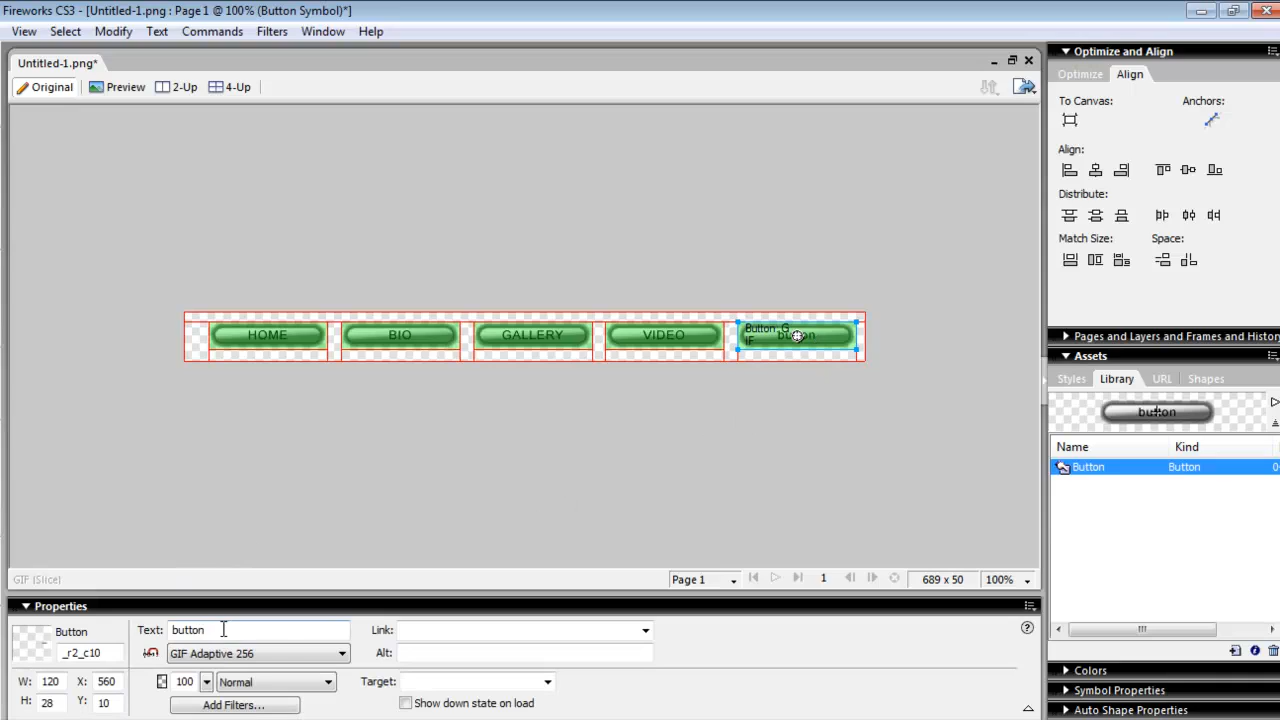 Fireworks CS3 - [Untitled-1.png : Page 1 @ 100% (Button Symbol)*]
View Select Modify Text Commands Filters Window Help
Untitled-1.png*
Original Preview 2-Up 4-Up
HOME BIO GALLERY VIDEO button
Button, G
IF
GIF (Slice)
Page 1 1 689 x 50 100%
Properties
Button Text: button Link:
_r2_c10 GIF Adaptive 256 Alt:
W: 120 X: 560 100 Normal Target:
H: 28 Y: 10 Add Filters... Show down state on load
Optimize and Align
Optimize Align
To Canvas: Anchors:
Align:
Distribute:
Match Size: Space:
Pages and Layers and Frames and History
Assets
Styles Library URL Shapes
button
Name Kind
Button Button
Colors
Symbol Properties
Auto Shape Properties